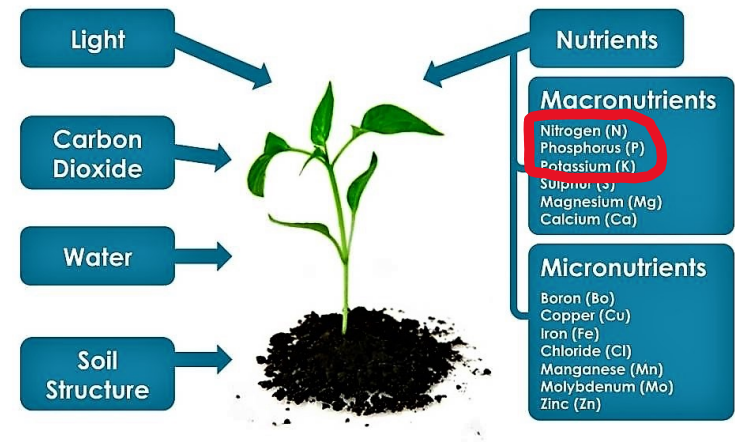 Light
Carbon
Dioxide
Water
Soil
Structure
Nutrients
Macronutrients
Nitrogen (N)
Phosphorus (P)
Potassium (K)
Sulphur (S)
Magnesium (Mg)
Calcium (Ca)
Micronutrients
Boron (Bo)
Copper (Cu)
Iron (Fe)
Chloride (Cl)
Manganese (Mn)
Molybdenum (Mo)
Zinc (Zn)